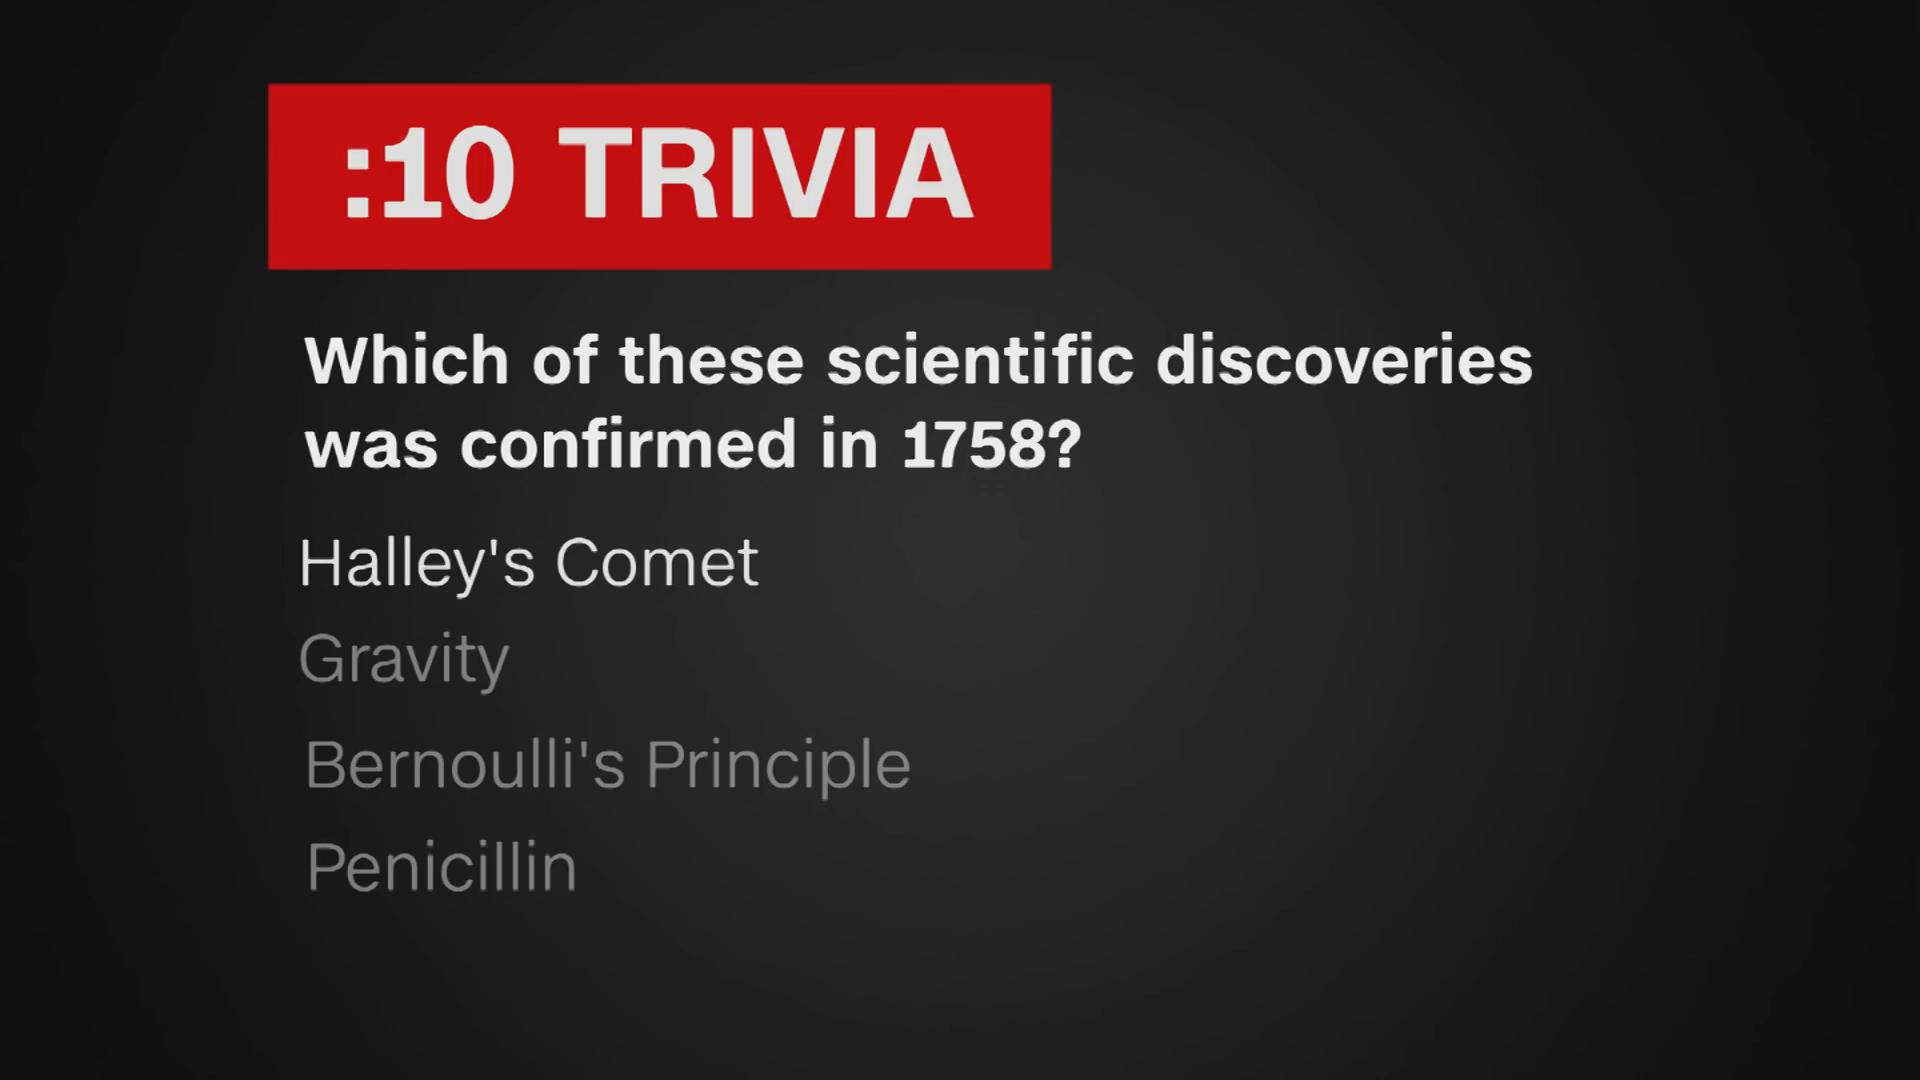 :10 TRIVIA
Which of these scientific discoveries
was confirmed in 1758?
Halley's Comet
Gravity
Bernoulli's Principle
Penicillin